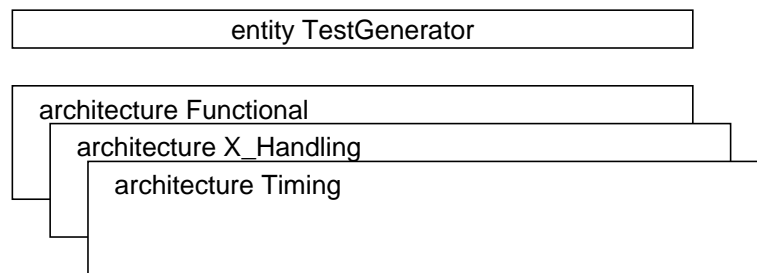 entity TestGenerator
architecture Functional
architecture X_Handling
architecture Timing